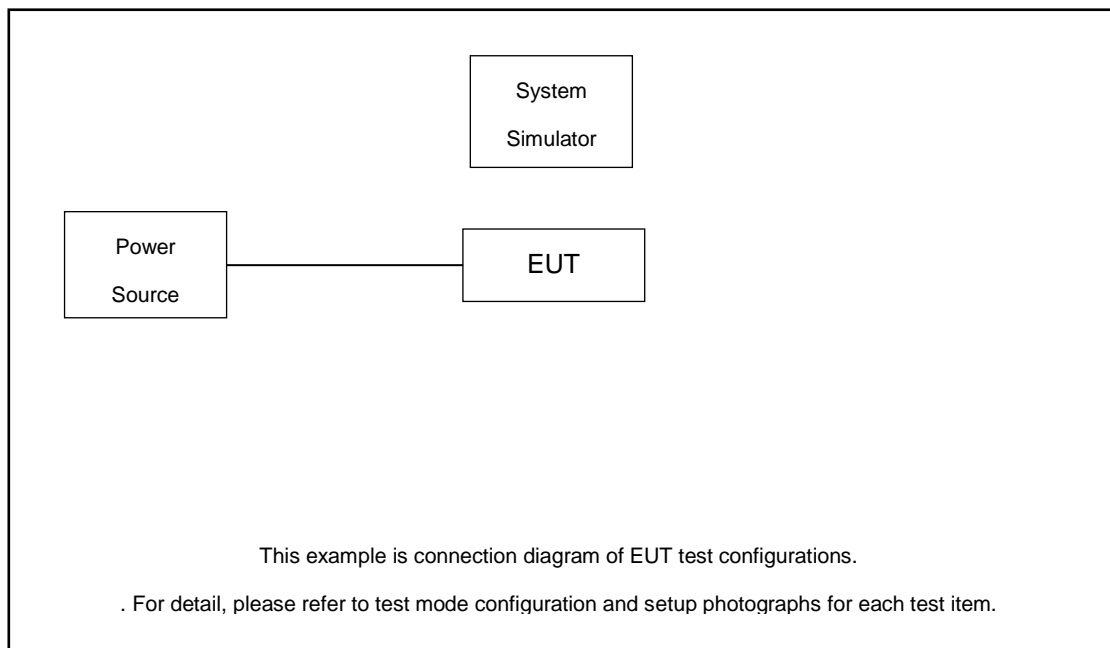 System
Simulator
Power
Source
EUT
This example is connection diagram of EUT test configurations.
. For detail, please refer to test mode configuration and setup photographs for each test item.